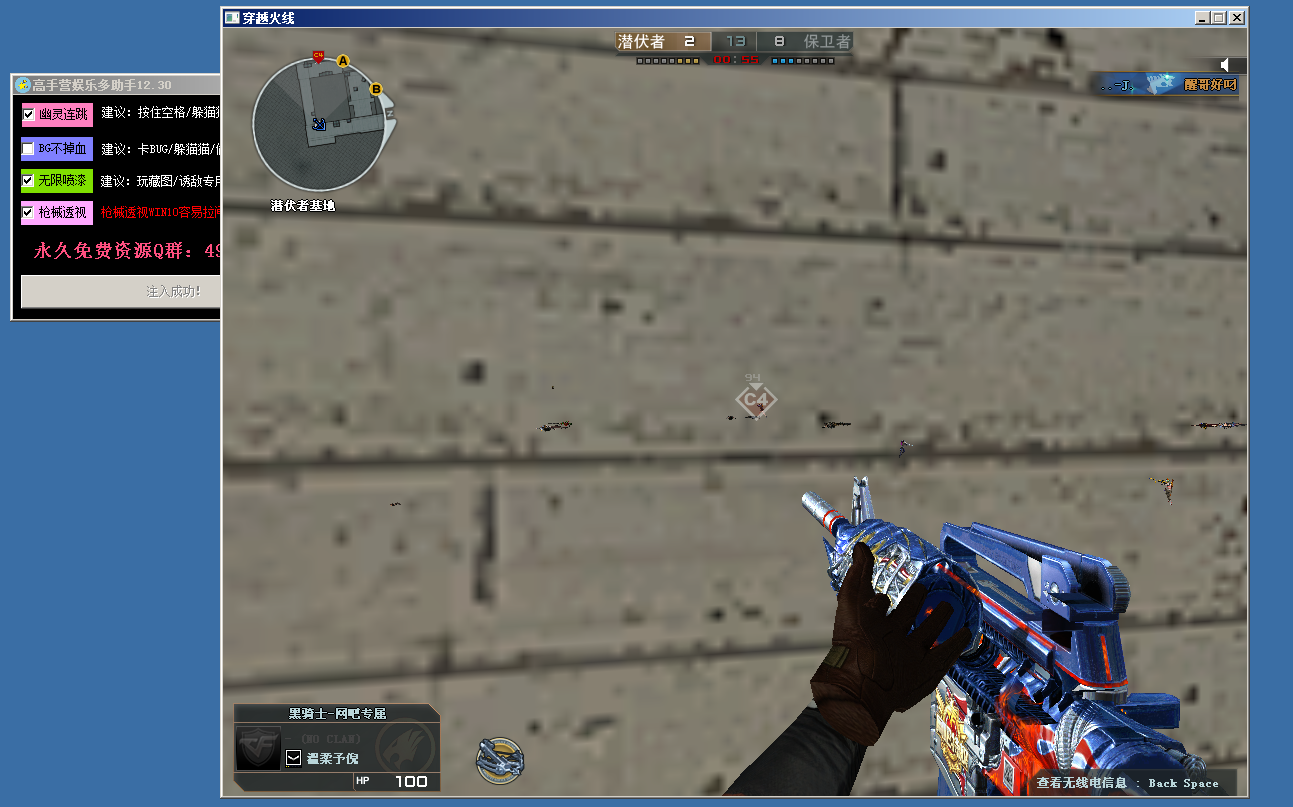 穿越火线
潜伏者 2 13 8 保卫者
00:55
C4
A
B
N
潜伏者基地
..-J
醒哥好叼
高手营娱乐多助手12.30
幽灵连跳 建议：按住空格/躲猫
BG不掉血 建议：卡BUG/躲猫猫/
无限喷漆 建议：玩藏图/诱敌专用
枪械透视 枪械透视WIN10容易拉
永久免费资源Q群：
注入成功!
94
C4
黑骑士-网吧专属
- (NO CLAN)
温柔予倪
HP 100
查看无线电信息 : Back Space